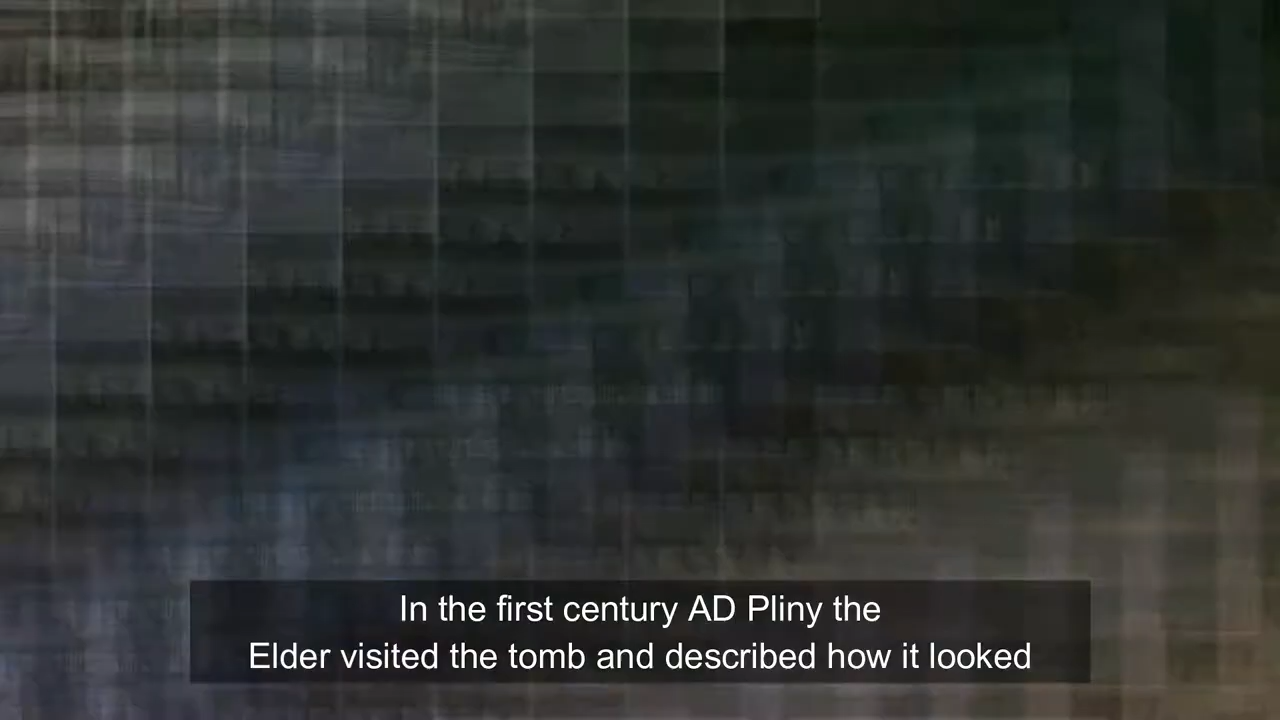 In the first century AD Pliny the
Elder visited the tomb and described how it looked